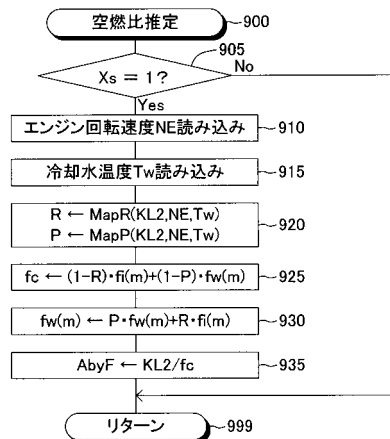 空燃比推定 900
905
Xs = 1? No
Yes
エンジン回転速度NE読み込み 910
冷却水温度Tw読み込み 915
R ← MapR(KL2,NE,Tw)
P ← MapP(KL2,NE,Tw) 920
fc ← (1-R)・fi(m)+(1-P)・fw(m) 925
fw(m) ← P・fw(m)+R・fi(m) 930
AbyF ← KL2/fc 935
リターン 999